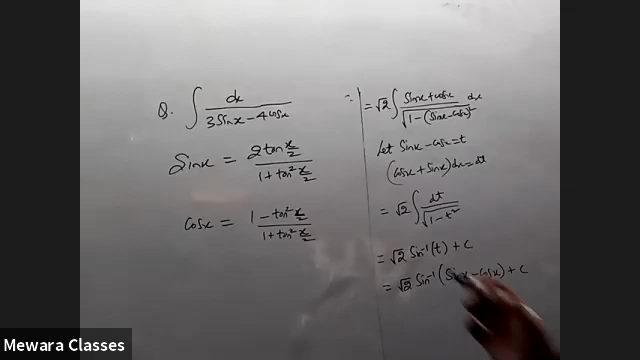 Q. ∫ dx / 3Sinx - 4Cosx
Sinx = 2tan x/2 / 1 + tan² x/2
Cosx = 1 - tan² x/2 / 1 + tan² x/2
= √2 ∫ Sinx + Cosx / √1 - (Sinx - Cosx)² dx
Let Sinx - Cosx = t
(Cosx + Sinx) dx = dt
= √2 ∫ dt / √1 - t²
= √2 Sin⁻¹(t) + C
= √2 Sin⁻¹(Sinx - Cosx) + C
Mewara Classes